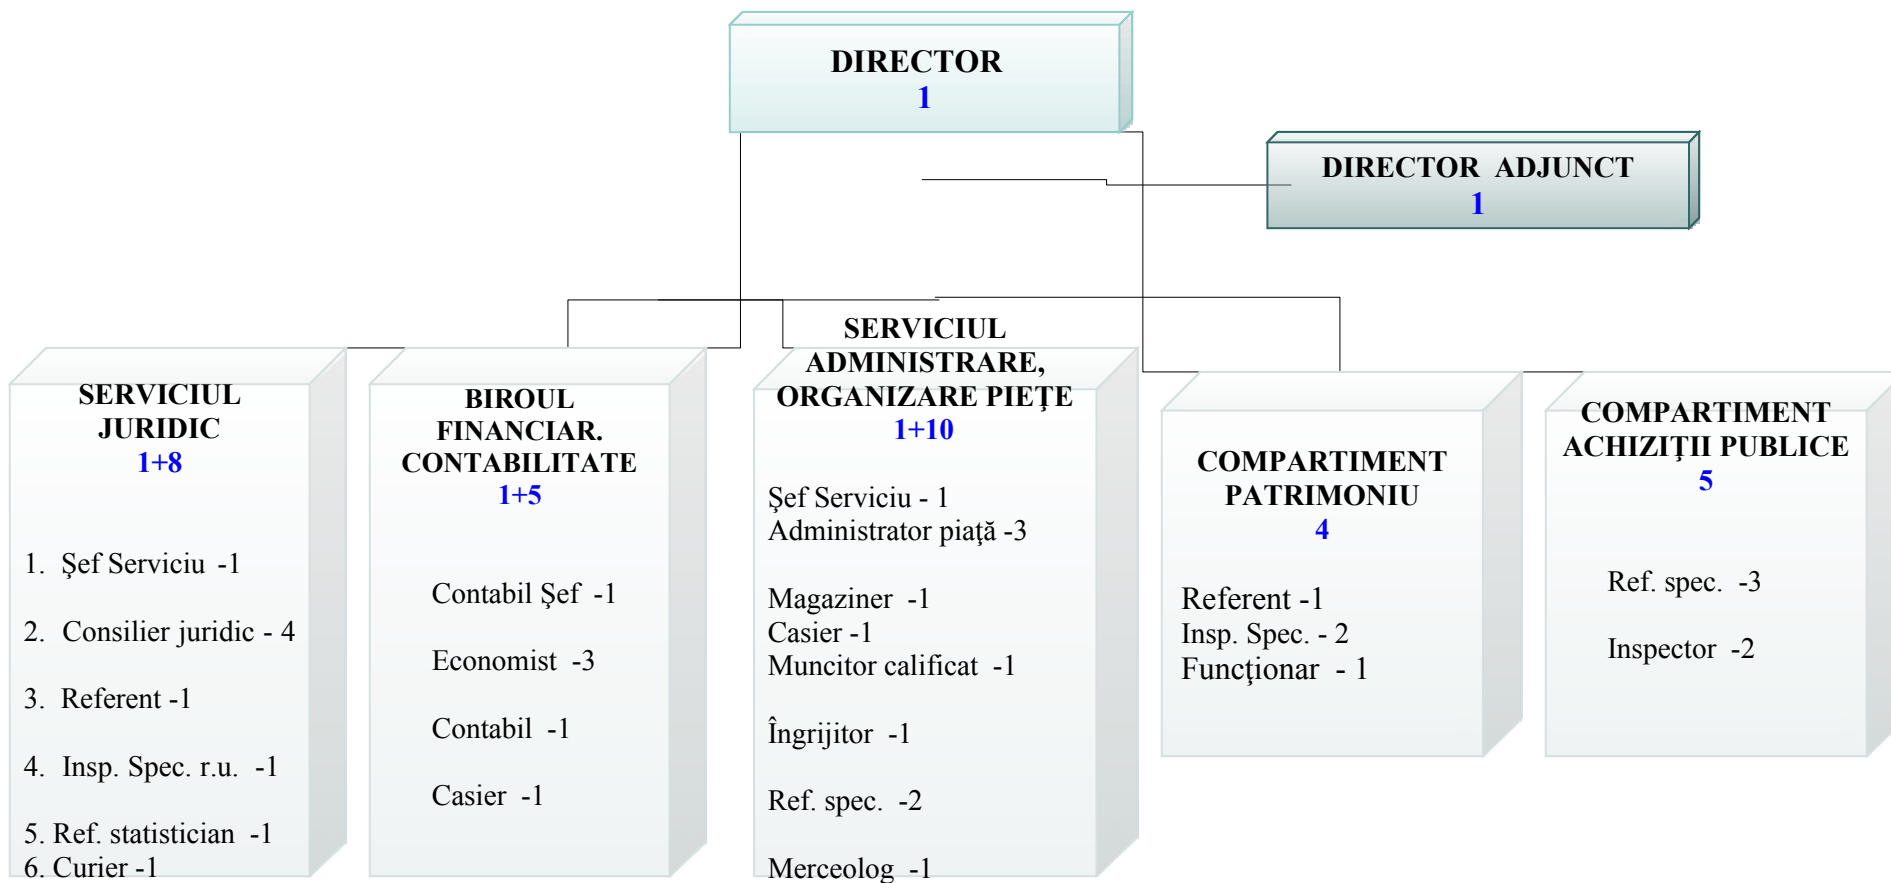 DIRECTOR
1
DIRECTOR ADJUNCT
1
SERVICIUL
JURIDIC
1+8
1. Şef Serviciu -1
2. Consilier juridic - 4
3. Referent -1
4. Insp. Spec. r.u. -1
5. Ref. statistician -1
6. Curier -1
BIROUL
FINANCIAR.
CONTABILITATE
1+5
Contabil Şef -1
Economist -3
Contabil -1
Casier -1
SERVICIUL
ADMINISTRARE,
ORGANIZARE PIEŢE
1+10
Şef Serviciu - 1
Administrator piaţă -3
Magaziner -1
Casier -1
Muncitor calificat -1
Îngrijitor -1
Ref. spec. -2
Merceolog -1
COMPARTIMENT
PATRIMONIU
4
Referent -1
Insp. Spec. - 2
Funcţionar - 1
COMPARTIMENT
ACHIZIŢII PUBLICE
5
Ref. spec. -3
Inspector -2